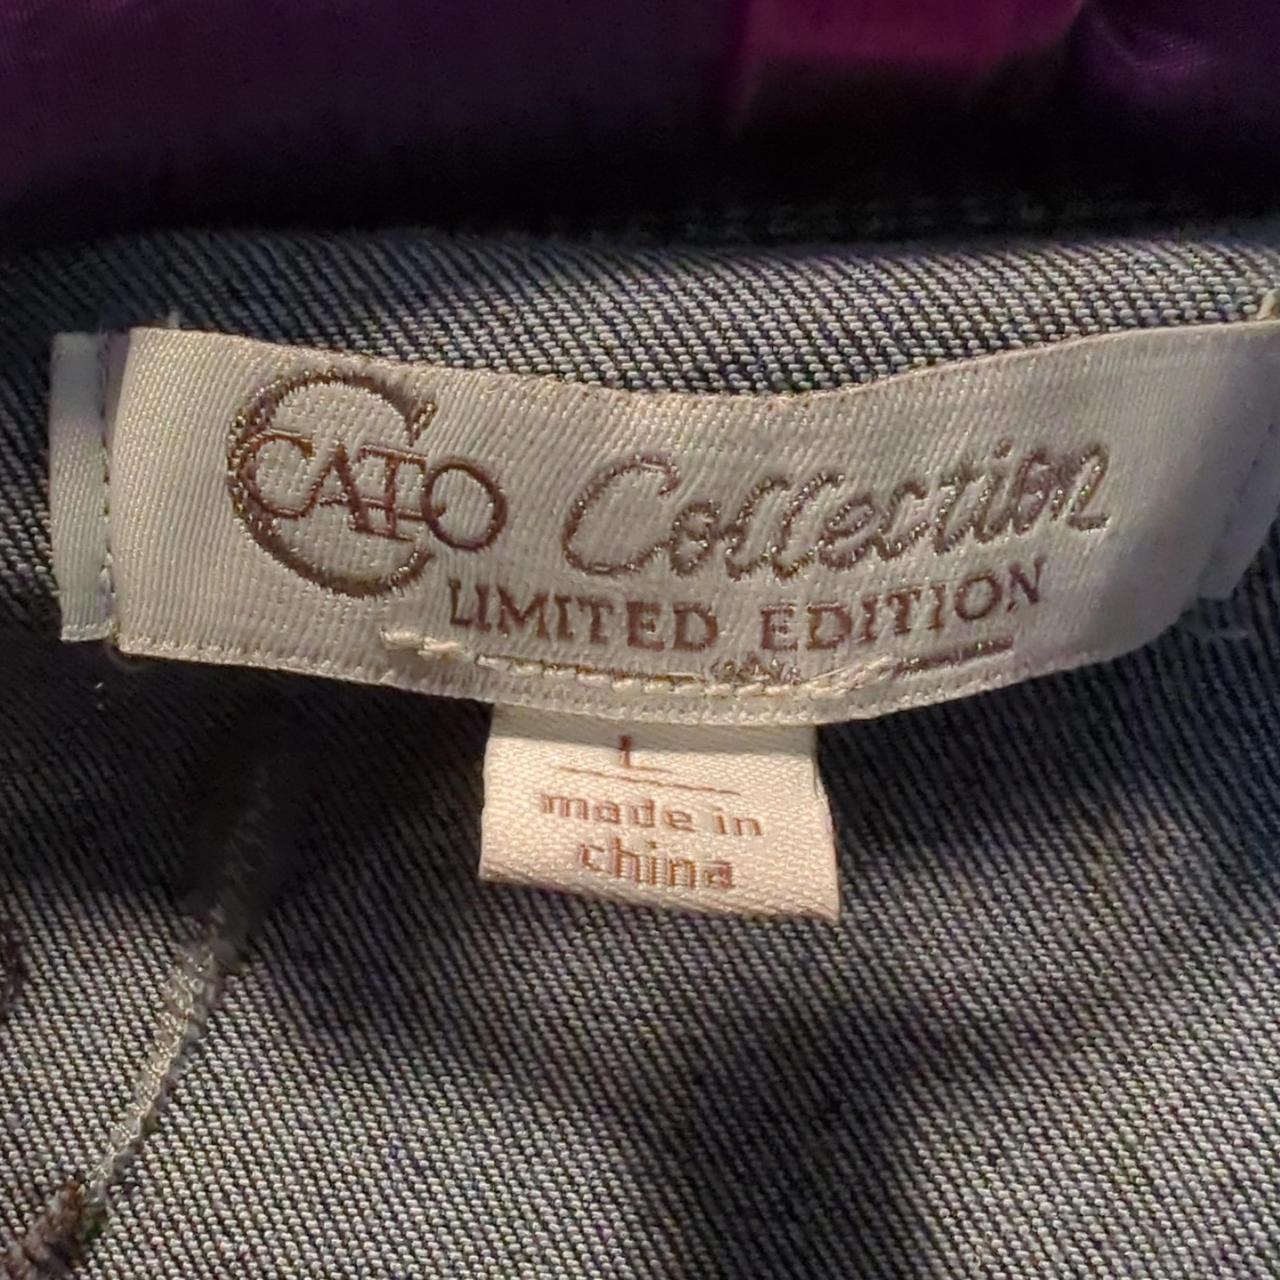 CATO Collection
LIMITED EDITION
L
made in
china